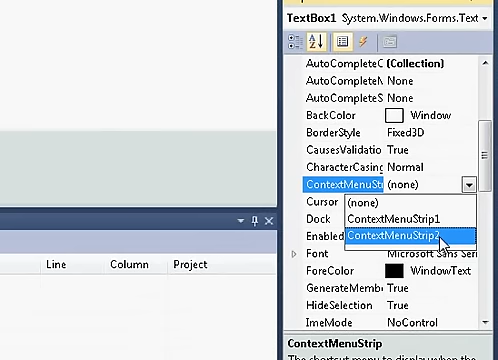 TextBox1 System.Windows.Forms.Text
AutoCompleteC (Collection)
AutoCompleteM None
AutoCompleteS None
BackColor Window
BorderStyle Fixed3D
CausesValidatio True
CharacterCasing Normal
ContextMenuStr (none)
Cursor (none)
Dock ContextMenuStrip1
Enabled ContextMenuStrip2
Font Microsoft Sans Seri
ForeColor WindowText
GenerateMembe True
HideSelection True
ImeMode NoControl
Line Column Project
ContextMenuStrip
The shortcut menu to display when the